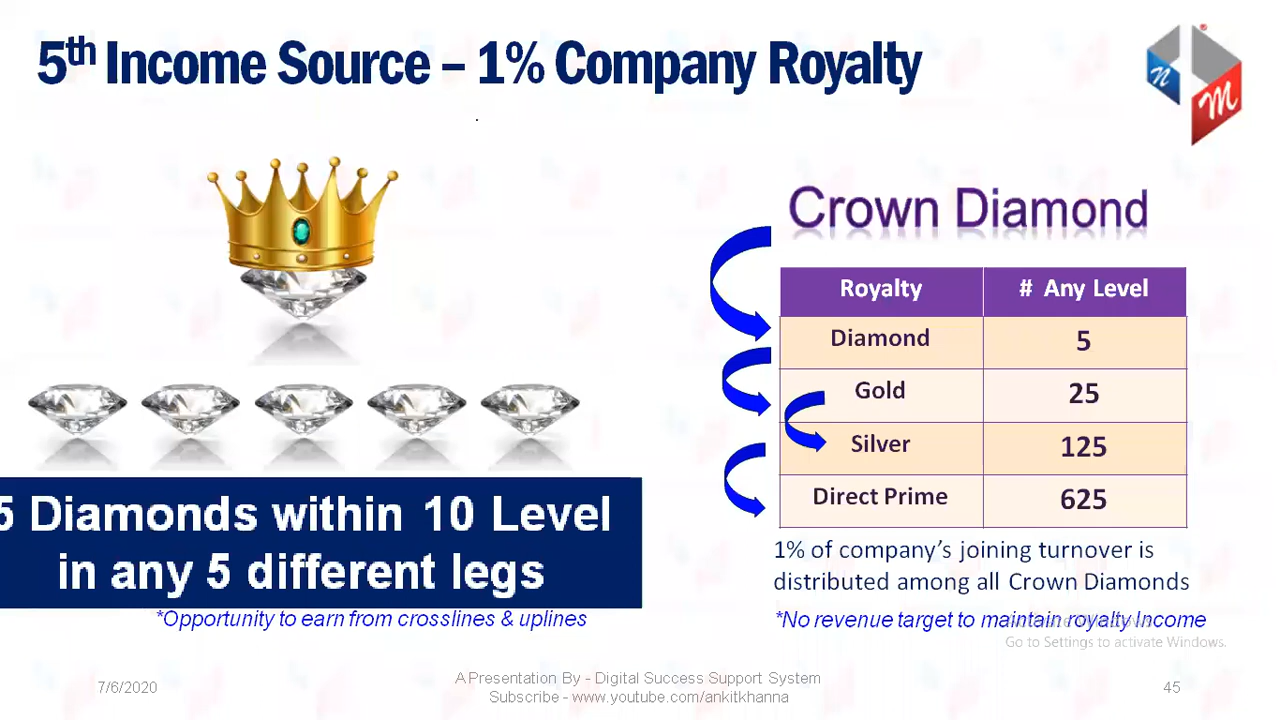 5th Income Source – 1% Company Royalty
n
M
Crown Diamond
Royalty # Any Level
Diamond 5
Gold 25
Silver 125
Direct Prime 625
5 Diamonds within 10 Level
in any 5 different legs
*Opportunity to earn from crosslines & uplines
1% of company's joining turnover is
distributed among all Crown Diamonds
*No revenue target to maintain royalty Income
Activate Windows
Go to Settings to activate Windows.
7/6/2020
A Presentation By - Digital Success Support System
Subscribe - www.youtube.com/ankitkhanna
45